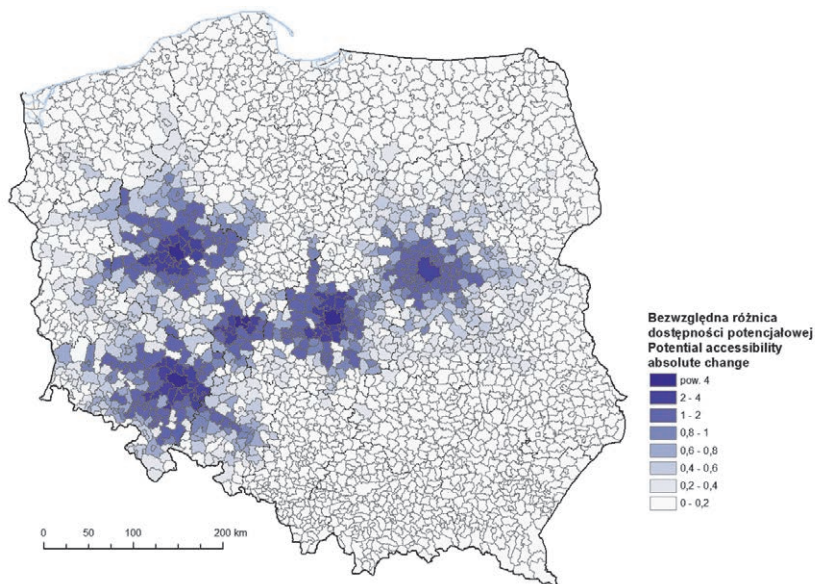 Bezwzględna różnica
dostępności potencjałowej
Potential accessibility
absolute change
pow. 4
2 - 4
1 - 2
0,8 - 1
0,6 - 0,8
0,4 - 0,6
0,2 - 0,4
0 - 0,2
0 50 100 200 km